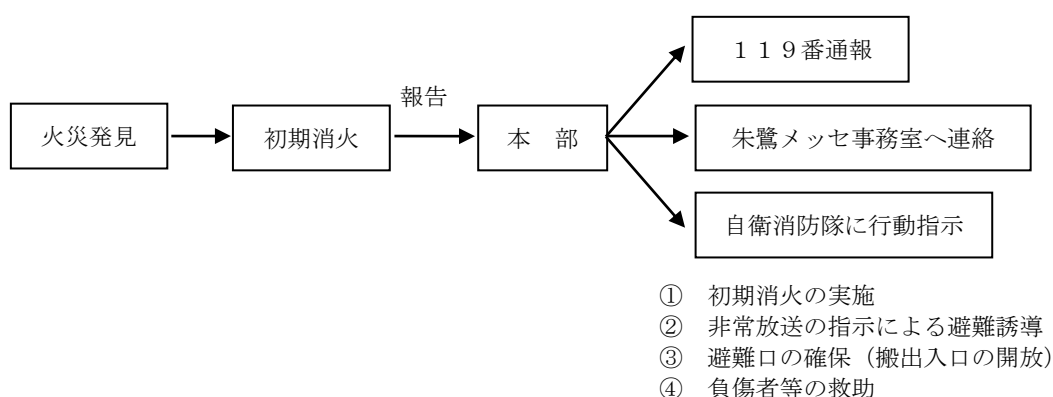 １１９番通報
報告
火災発見
初期消火
本　部
朱鷺メッセ事務室へ連絡
自衛消防隊に行動指示
①　初期消火の実施
②　非常放送の指示による避難誘導
③　避難口の確保（搬出入口の開放）
④　負傷者等の救助